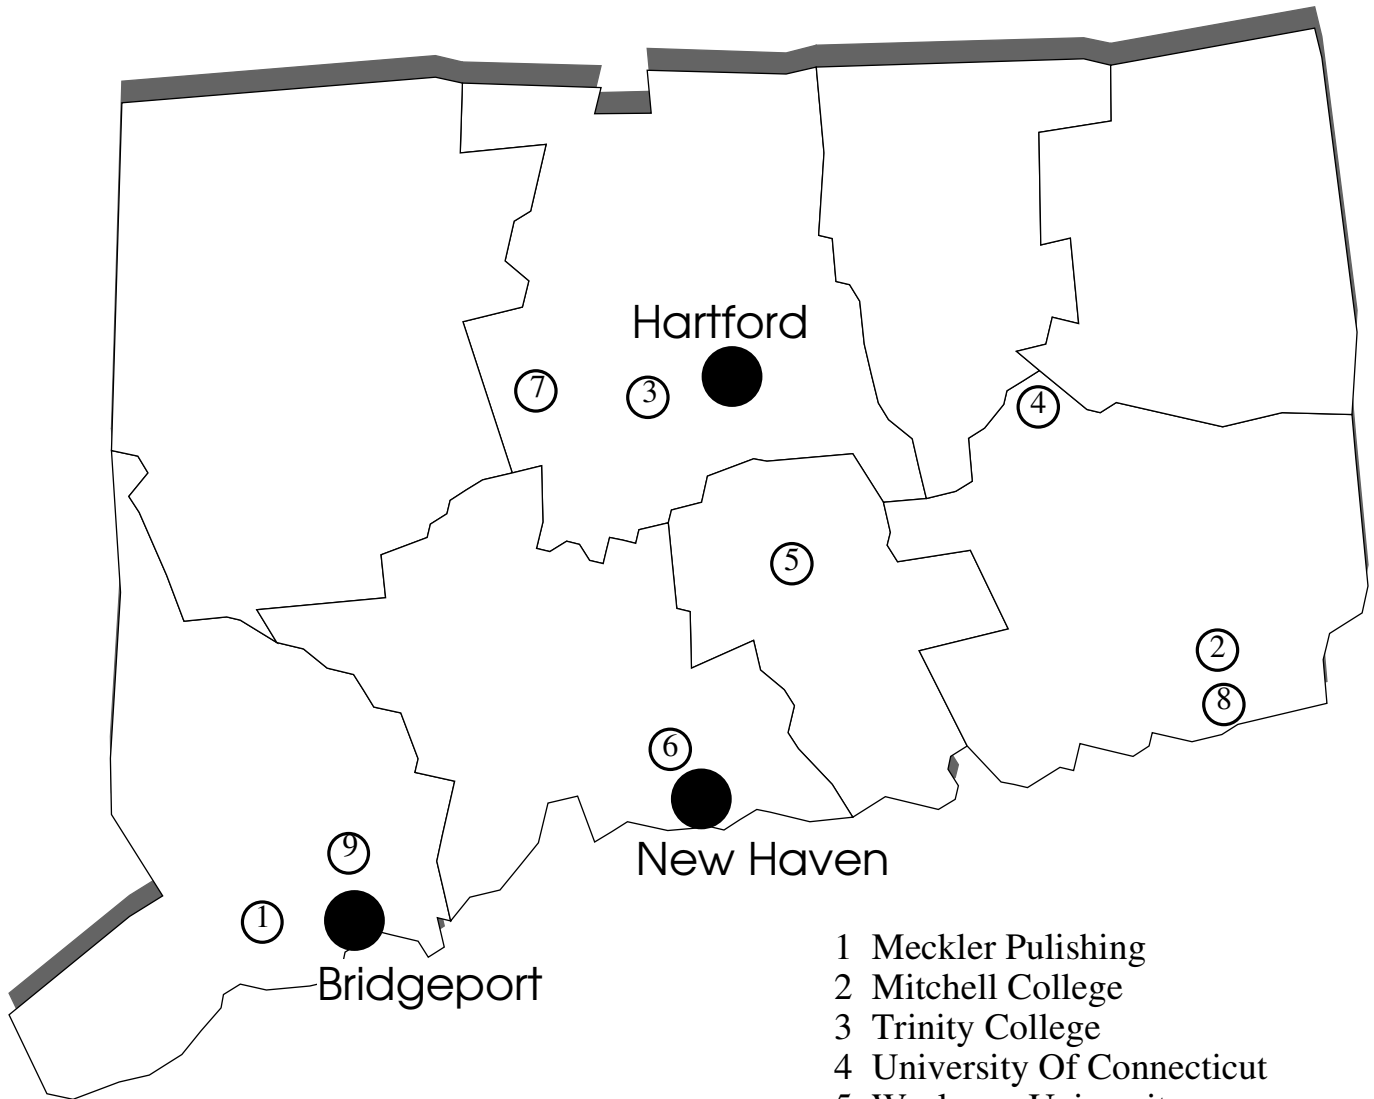 Hartford
7
3
4
5
2
8
6
New Haven
9
1
Bridgeport
1 Meckler Pulishing
2 Mitchell College
3 Trinity College
4 University Of Connecticut